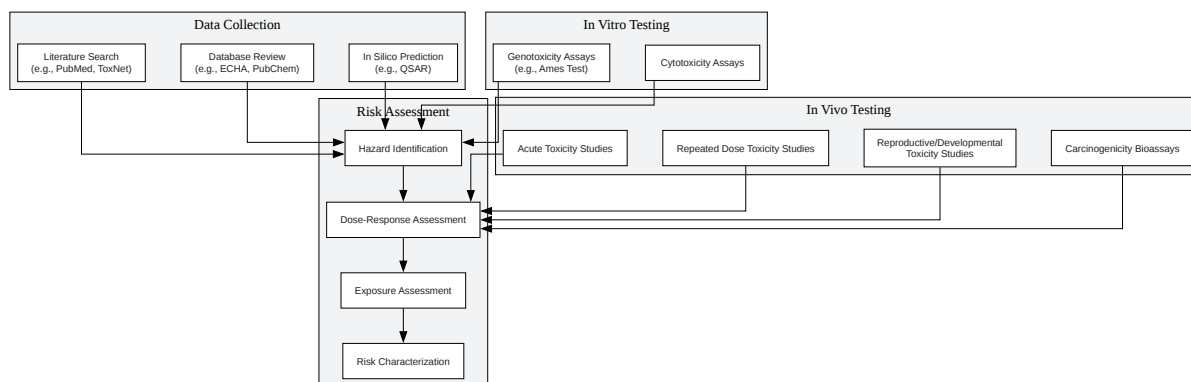 Data Collection
Literature Search
(e.g., PubMed, ToxNet)
Database Review
(e.g., ECHA, PubChem)
In Silico Prediction
(e.g., QSAR)
In Vitro Testing
Genotoxicity Assays
(e.g., Ames Test)
Cytotoxicity Assays
Risk Assessment
Hazard Identification
Dose-Response Assessment
Exposure Assessment
Risk Characterization
In Vivo Testing
Acute Toxicity Studies
Repeated Dose Toxicity Studies
Reproductive/Developmental
Toxicity Studies
Carcinogenicity Bioassays